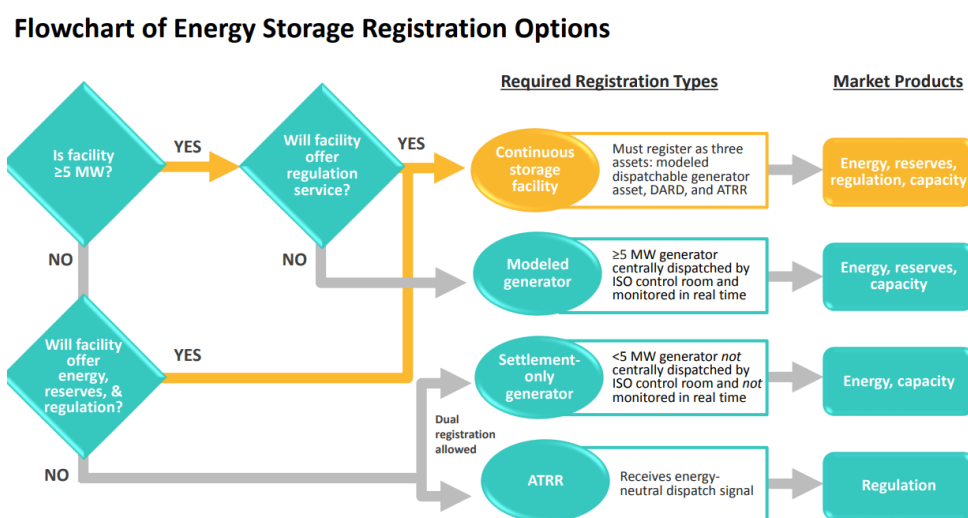 Flowchart of Energy Storage Registration Options
Required Registration Types
Market Products
Is facility
≥5 MW?
YES
Will facility
offer
regulation
service?
YES
Continuous
storage
facility
Must register as three
assets: modeled
dispatchable generator
asset, DARD, and ATRR
Energy, reserves,
regulation, capacity
NO
NO
Modeled
generator
≥5 MW generator
centrally dispatched by
ISO control room and
monitored in real time
Energy, reserves,
capacity
Will facility
offer
energy,
reserves, &
regulation?
YES
Settlement-
only
generator
<5 MW generator not
centrally dispatched by
ISO control room and not
monitored in real time
Energy, capacity
Dual
registration
allowed
NO
ATRR
Receives energy-
neutral dispatch signal
Regulation